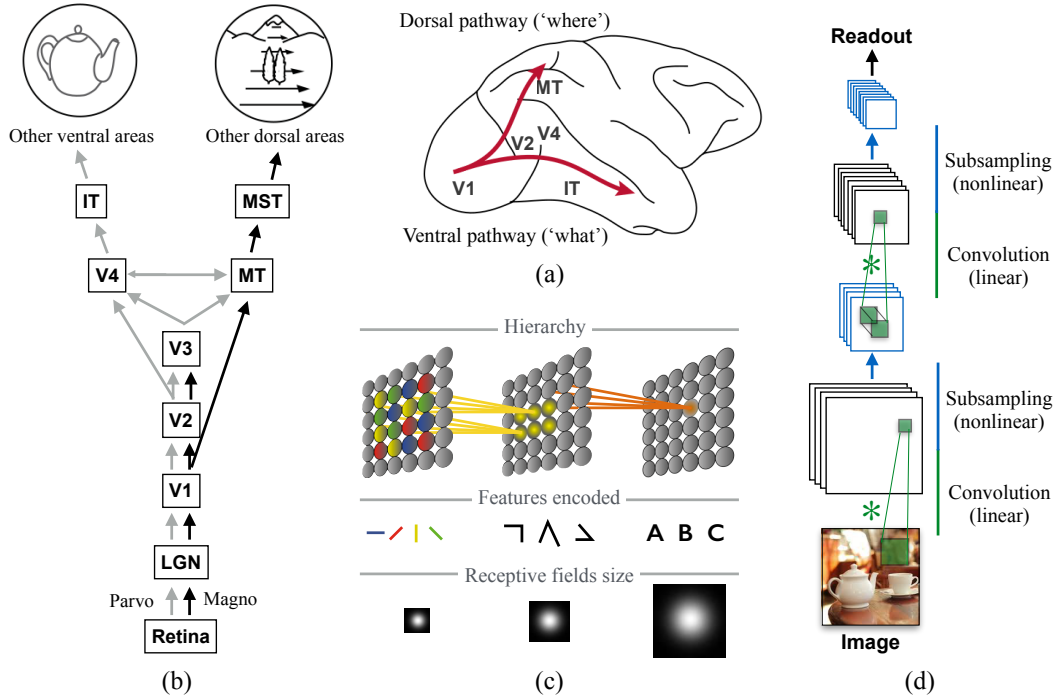 Other ventral areas
Other dorsal areas
IT
MST
V4
MT
V3
V2
V1
LGN
Parvo
Magno
Retina
(b)
Dorsal pathway (‘where’)
MT
V2
V4
V1
IT
Ventral pathway (‘what’)
(a)
Hierarchy
Features encoded
A B C
Receptive fields size
(c)
Readout
Subsampling
(nonlinear)
*
Convolution
(linear)
Subsampling
(nonlinear)
*
Convolution
(linear)
Image
(d)